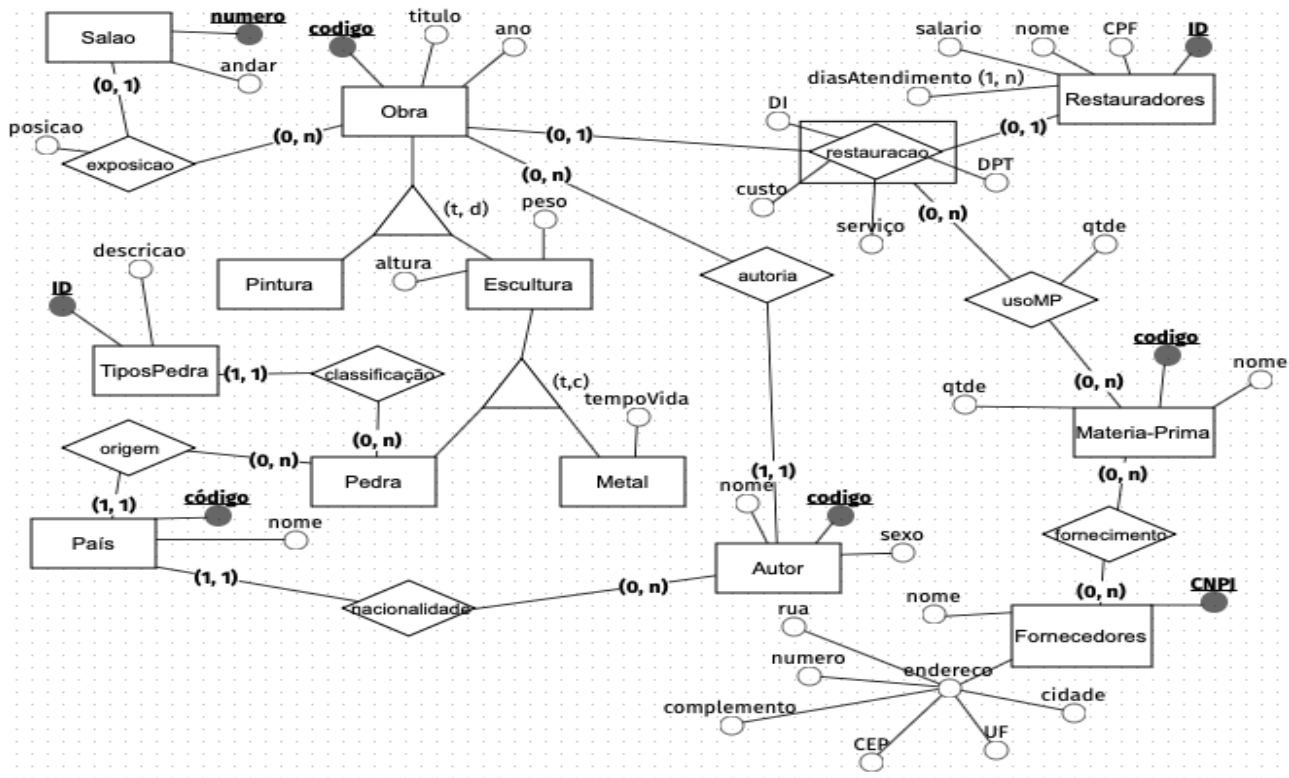 numero
Salao
andar
(0, 1)
posicao
exposicao
(0, n)
codigo
titulo
ano
Obra
(0, 1)
(0, n)
salario
nome
CPF
ID
diasAtendimento (1, n)
Restauradores
(0, 1)
DI
restauracao
DPT
custo
serviço
(0, n)
(t, d)
peso
altura
Pintura
Escultura
autoria
qtde
usoMP
descricao
ID
TiposPedra
(1, 1)
classificação
(0, n)
(t,c)
tempoVida
origem
(0, n)
Pedra
Metal
(1, 1)
código
nome
País
(1, 1)
nacionalidade
(0, n)
(1, 1)
nome
codigo
sexo
Autor
codigo
nome
qtde
(0, n)
Materia-Prima
(0, n)
fornecimento
(0, n)
CNPJ
nome
Fornecedores
rua
numero
endereco
complemento
cidade
CEP
UF